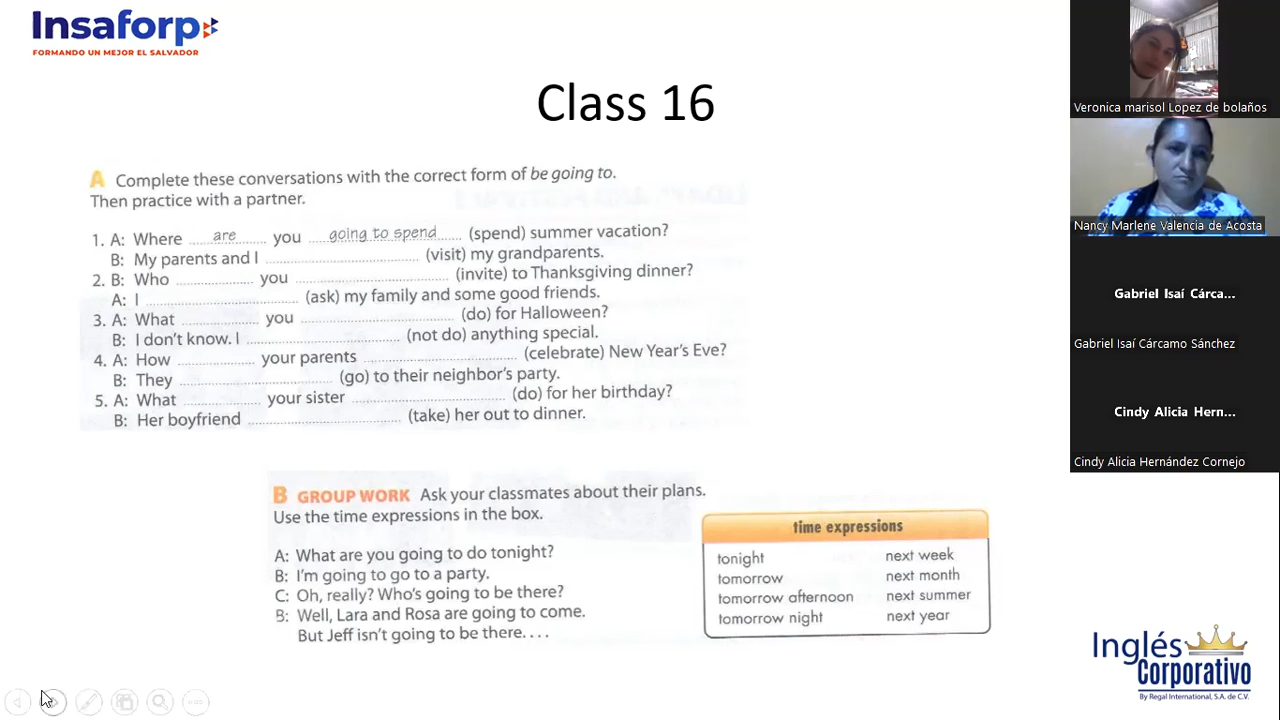 Insaforp
FORMANDO UN MEJOR EL SALVADOR
Class 16
A Complete these conversations with the correct form of be going to.
Then practice with a partner.
1. A: Where are you going to spend (spend) summer vacation?
B: My parents and I (visit) my grandparents.
2. B: Who you (invite) to Thanksgiving dinner?
A: I (ask) my family and some good friends.
3. A: What you (do) for Halloween?
B: I don't know. I (not do) anything special.
4. A: How your parents (celebrate) New Year's Eve?
B: They (go) to their neighbor's party.
5. A: What your sister (do) for her birthday?
B: Her boyfriend (take) her out to dinner.
B GROUP WORK Ask your classmates about their plans.
Use the time expressions in the box.
A: What are you going to do tonight?
B: I'm going to go to a party.
C: Oh, really? Who's going to be there?
B: Well, Lara and Rosa are going to come.
But Jeff isn't going to be there. . . .
time expressions
tonight next week
tomorrow next month
tomorrow afternoon next summer
tomorrow night next year
Veronica marisol Lopez de bolaños
Nancy Marlene Valencia de Acosta
Gabriel Isaí Cárca...
Gabriel Isaí Cárcamo Sánchez
Cindy Alicia Hern...
Cindy Alicia Hernández Cornejo
Inglés
Corporativo
By Regal International, S.A. de C.V.